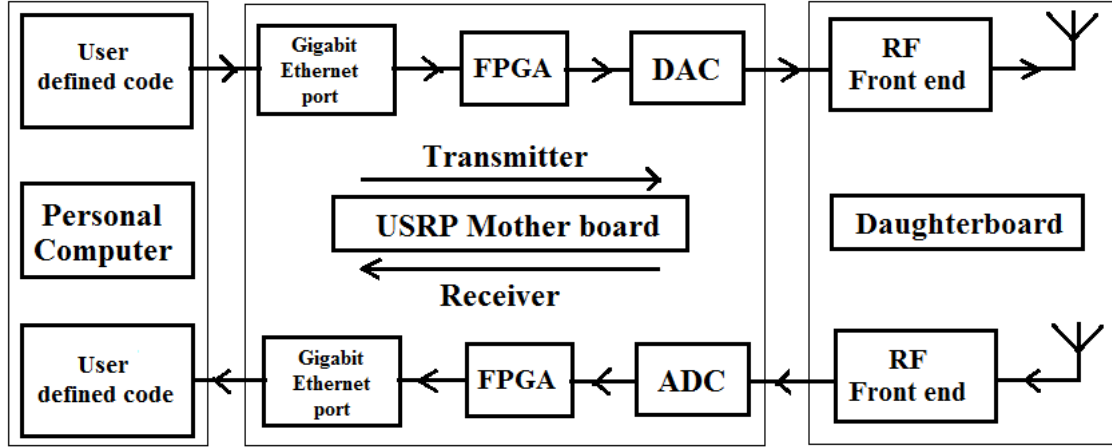 User
defined code
Gigabit
Ethernet
port
FPGA
DAC
RF
Front end
Transmitter
Personal
Computer
USRP Mother board
Daughterboard
Receiver
User
defined code
Gigabit
Ethernet
port
FPGA
ADC
RF
Front end